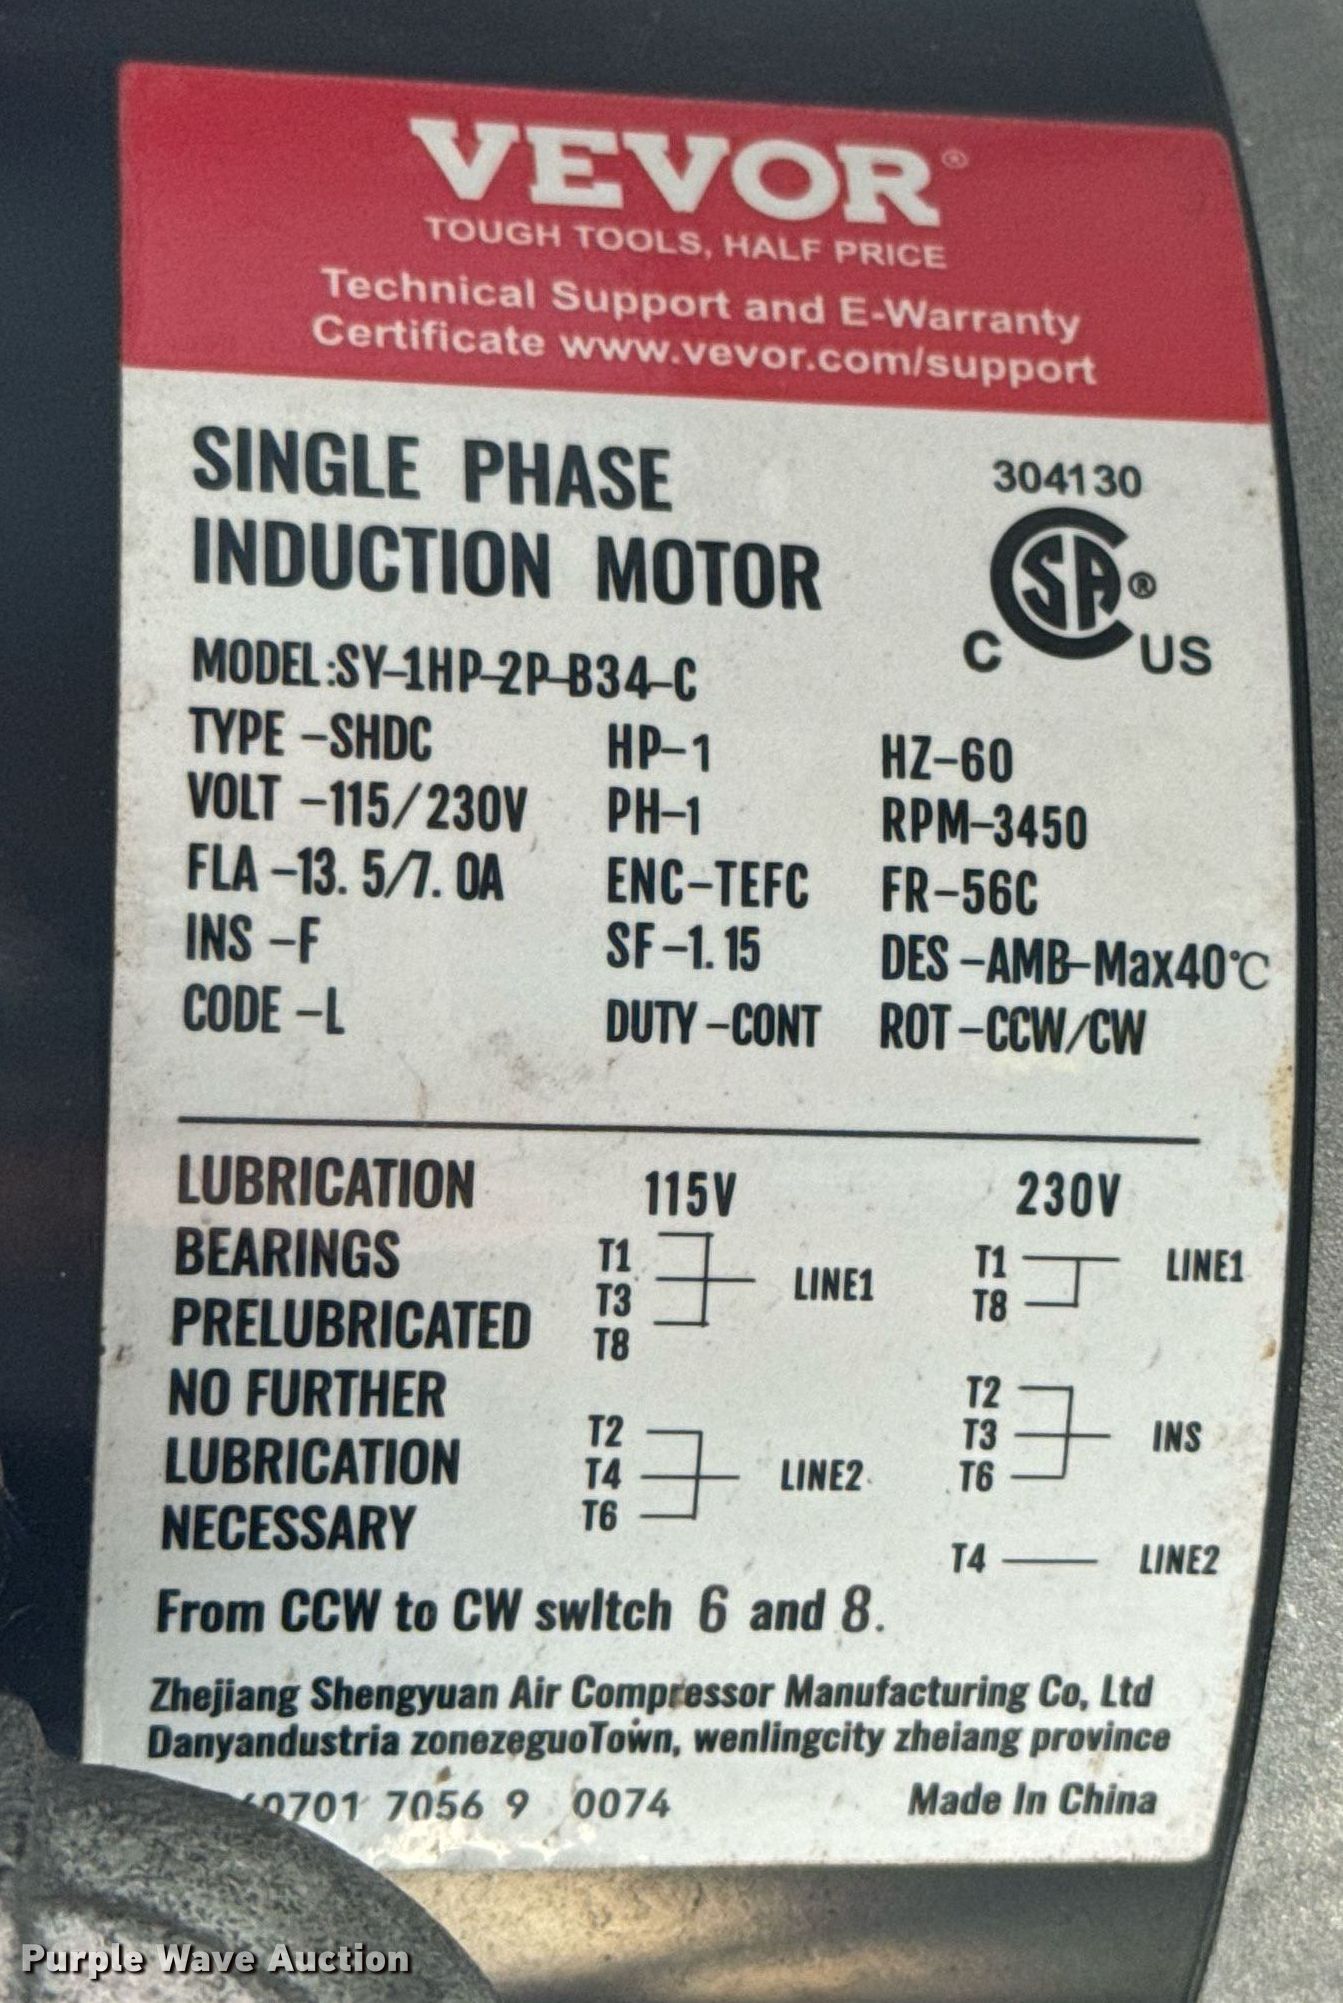 VEVOR®
TOUGH TOOLS, HALF PRICE
Technical Support and E-Warranty
Certificate www.vevor.com/support
SINGLE PHASE
INDUCTION MOTOR
304130
CSA®
C US
MODEL:SY-1HP-2P-B34-C
TYPE -SHDC HP-1 HZ-60
VOLT -115/230V PH-1 RPM-3450
FLA -13.5/7.0A ENC-TEFC FR-56C
INS -F SF-1.15 DES -AMB-Max40℃
CODE -L DUTY-CONT ROT-CCW/CW
LUBRICATION
BEARINGS
PRELUBRICATED
NO FURTHER
LUBRICATION
NECESSARY
115V
T1
T3 LINE1
T8
T2
T4 LINE2
T6
230V
T1 LINE1
T8
T2
T3 INS
T6
T4 LINE2
From CCW to CW swItch 6 and 8.
Zhejiang Shengyuan Air Compressor Manufacturing Co, Ltd
Danyandustria zonezeguoTown, wenlingcity zheiang province
0701 7056 9 0074 Made In China
Purple Wave Auction